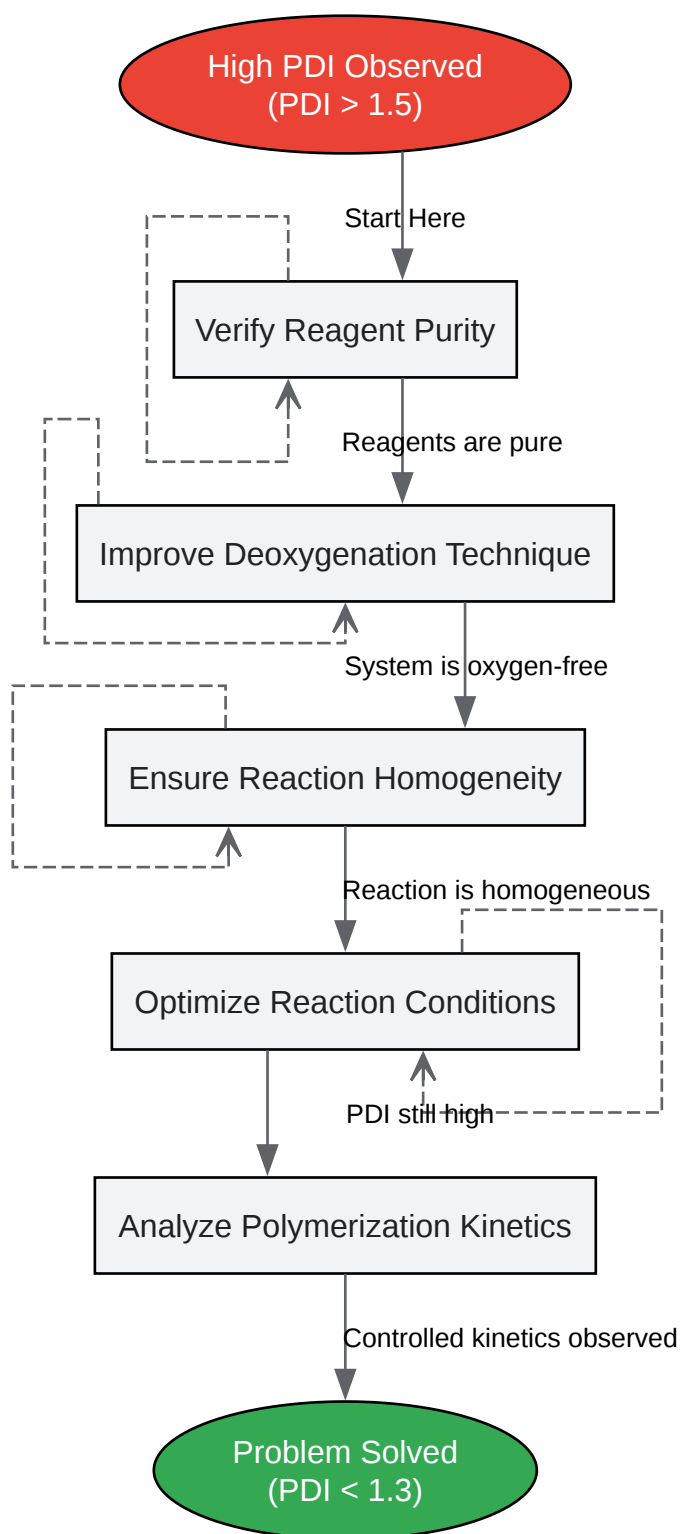 High PDI Observed
(PDI > 1.5)
Start Here
Verify Reagent Purity
Reagents are pure
Improve Deoxygenation Technique
System is oxygen-free
Ensure Reaction Homogeneity
Reaction is homogeneous
Optimize Reaction Conditions
PDI still high
Analyze Polymerization Kinetics
Controlled kinetics observed
Problem Solved
(PDI < 1.3)